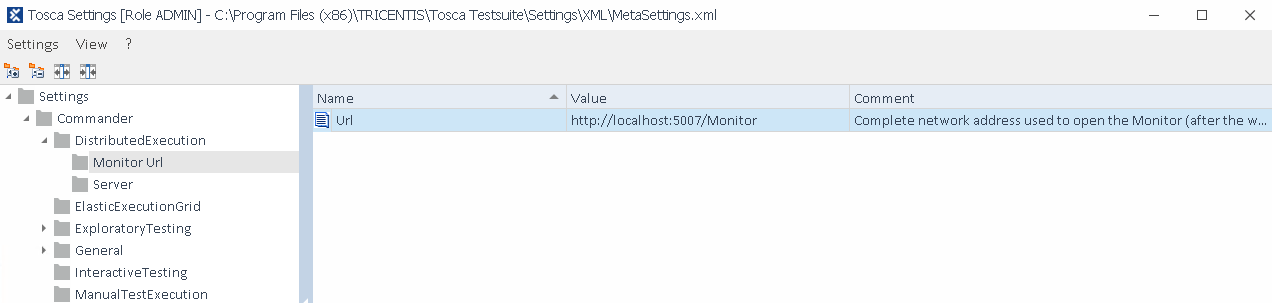 Tosca Settings [Role ADMIN] - C:\Program Files (x86)\TRICENTIS\Tosca Testsuite\Settings\XML\MetaSettings.xml
Settings View ?
Settings
Commander
DistributedExecution
Monitor Url
Server
ElasticExecutionGrid
ExploratoryTesting
General
InteractiveTesting
ManualTestExecution
Name Value Comment
Url http://localhost:5007/Monitor Complete network address used to open the Monitor (after the w...